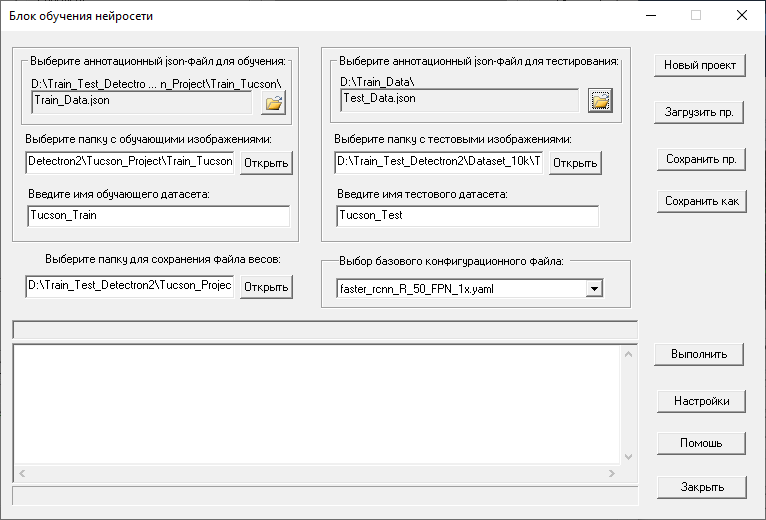 Блок обучения нейросети
Выберите аннотационный json-файл для обучения:
D:\Train_Test_Detectro ... n_Project\Train_Tucson\
Train_Data.json
Выберите папку с обучающими изображениями:
Detectron2\Tucson_Project\Train_Tucson
Открыть
Введите имя обучающего датасета:
Tucson_Train
Выберите аннотационный json-файл для тестирования:
D:\Train_Data\
Test_Data.json
Выберите папку с тестовыми изображениями:
D:\Train_Test_Detectron2\Dataset_10k\T
Открыть
Введите имя тестового датасета:
Tucson_Test
Выберите папку для сохранения файла весов:
D:\Train_Test_Detectron2\Tucson_Projec
Открыть
Выбор базового конфигурационного файла:
faster_rcnn_R_50_FPN_1x.yaml
Новый проект
Загрузить пр.
Сохранить пр.
Сохранить как
Выполнить
Настройки
Помошь
Закрыть